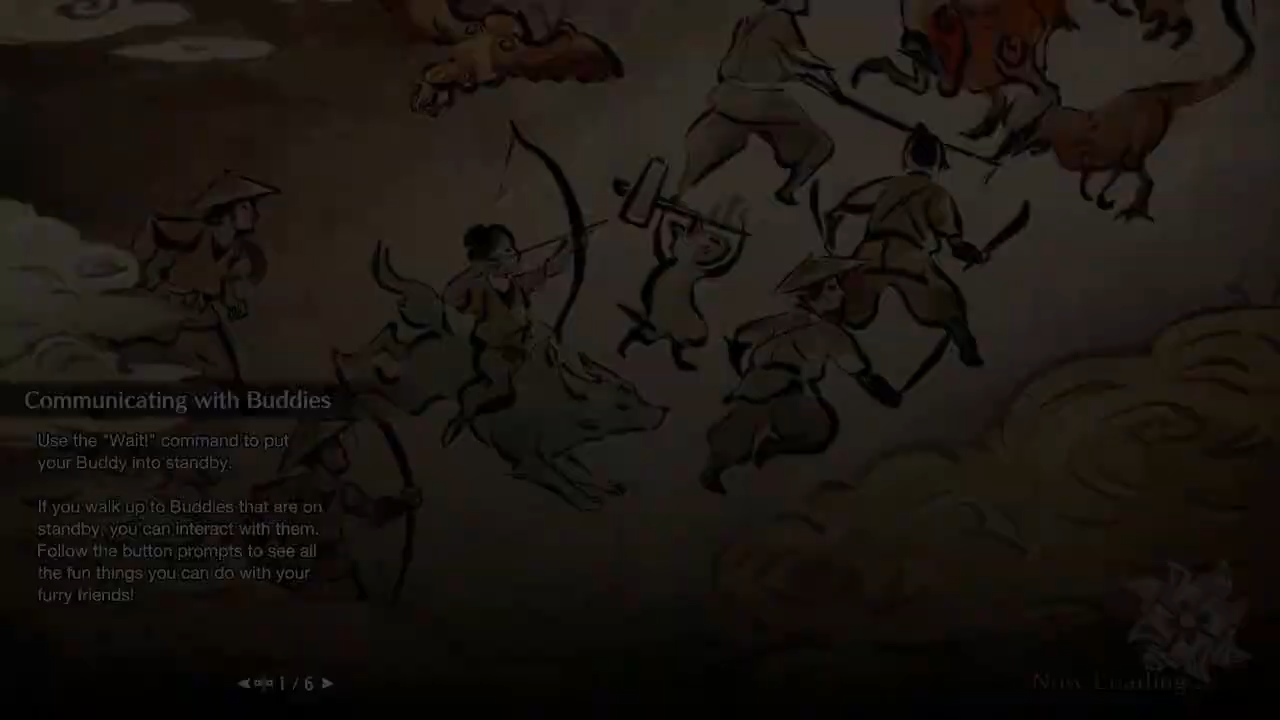 Communicating with Buddies
Use the "Wait!" command to put
your Buddy into standby.
If you walk up to Buddies that are on
standby, you can interact with them.
Follow the button prompts to see all
the fun things you can do with your
furry friends!
1 / 6
Now Loading